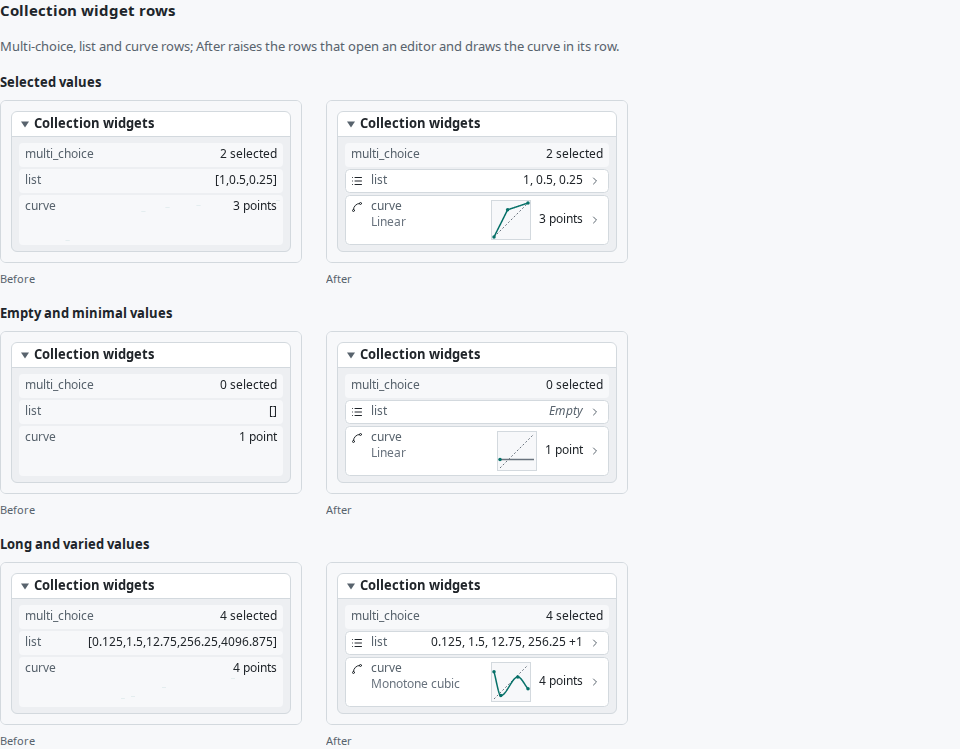 Collection widget rows
Multi-choice, list and curve rows; After raises the rows that open an editor and draws the curve in its row.
Selected values
Collection widgets
multi_choice 2 selected
list [1,0.5,0.25]
curve 3 points
Before
Collection widgets
multi_choice 2 selected
list 1, 0.5, 0.25
curve
Linear
3 points
After
Empty and minimal values
Collection widgets
multi_choice 0 selected
list []
curve 1 point
Before
Collection widgets
multi_choice 0 selected
list Empty
curve
Linear
1 point
After
Long and varied values
Collection widgets
multi_choice 4 selected
list [0.125,1.5,12.75,256.25,4096.875]
curve 4 points
Before
Collection widgets
multi_choice 4 selected
list 0.125, 1.5, 12.75, 256.25 +1
curve
Monotone cubic
4 points
After